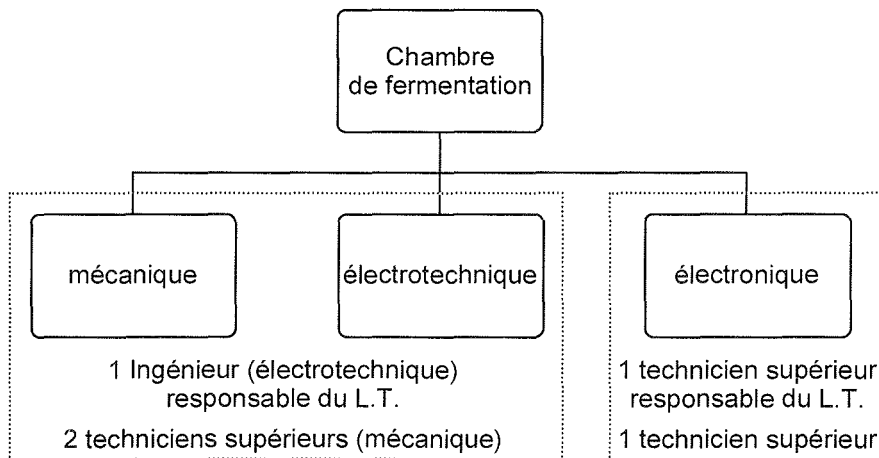 Chambre
de fermentation
mécanique
électrotechnique
électronique
1 Ingénieur (électrotechnique)
responsable du L.T.
2 techniciens supérieurs (mécanique)
1 technicien supérieur
responsable du L.T.
1 technicien supérieur